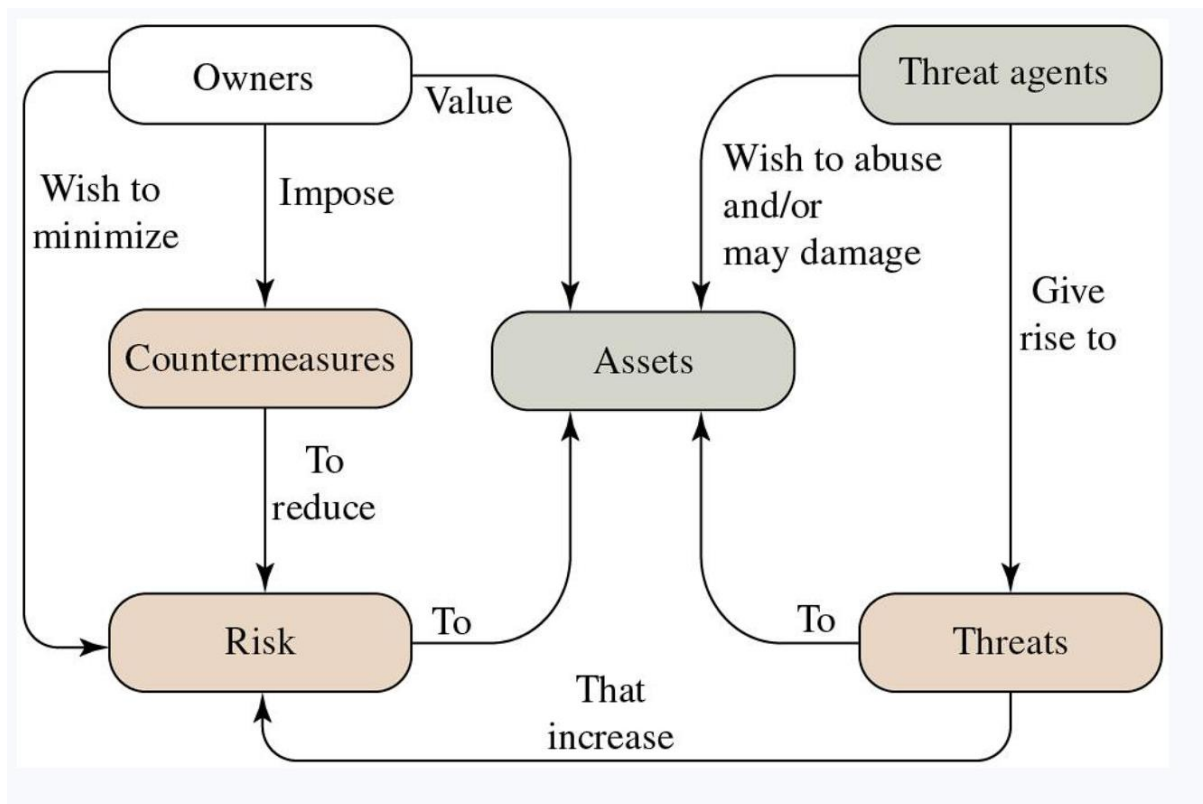 Owners
Threat agents
Value
Wish to
minimize
Impose
Wish to abuse
and/or
may damage
Give
rise to
Countermeasures
Assets
To
reduce
Risk
To
To
Threats
That
increase